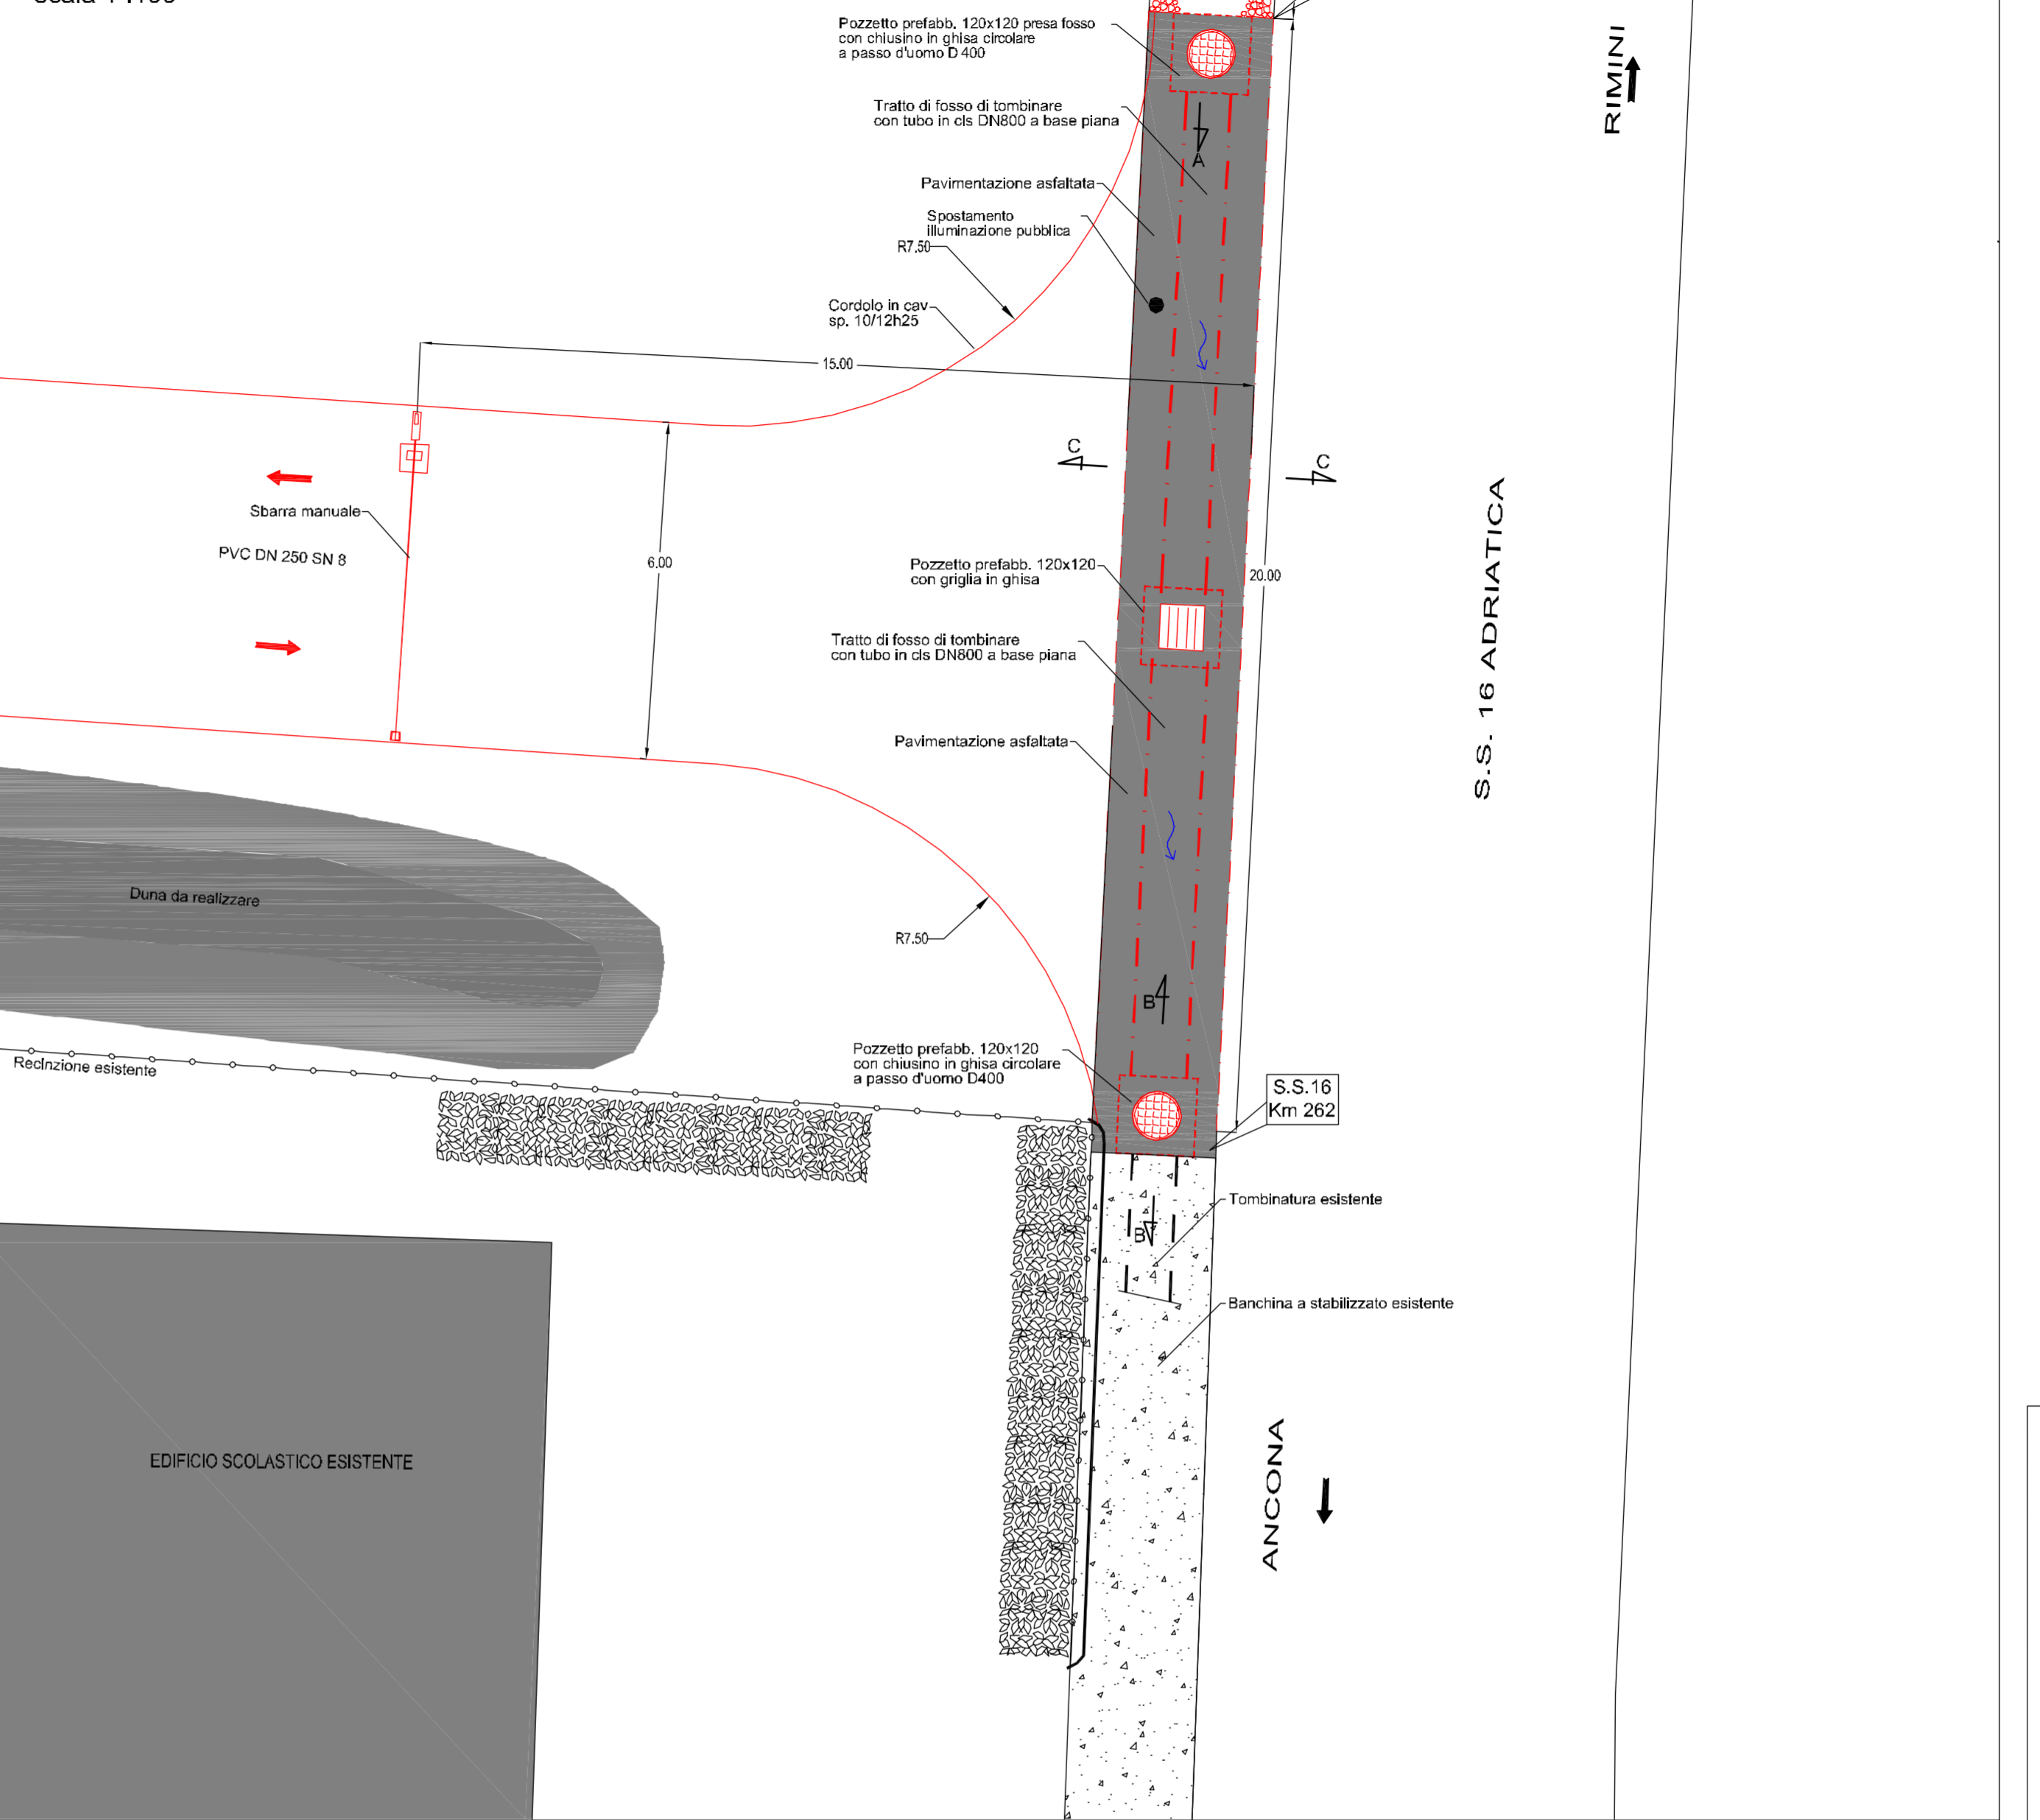 Pozzetto prefabb. 120x120 presa fosso
con chiusino in ghisa circolare
a passo d'uomo D 400
RIMINI
Tratto di fosso di tombinare
con tubo in cls DN800 a base piana
A
Pavimentazione asfaltata
Spostamento
illuminazione pubblica
R7.50
Cordolo in cav
sp. 10/12h25
15.00
C
C
Sbarra manuale
PVC DN 250 SN 8
6.00
Pozzetto prefabb. 120x120
con griglia in ghisa
20.00
S.S. 16 ADRIATICA
Tratto di fosso di tombinare
con tubo in cls DN800 a base piana
Pavimentazione asfaltata
Duna da realizzare
R7.50
B
Pozzetto prefabb. 120x120
con chiusino in ghisa circolare
a passo d'uomo D400
Recinzione esistente
S.S.16
Km 262
Tombinatura esistente
B
Banchina a stabilizzato esistente
EDIFICIO SCOLASTICO ESISTENTE
ANCONA